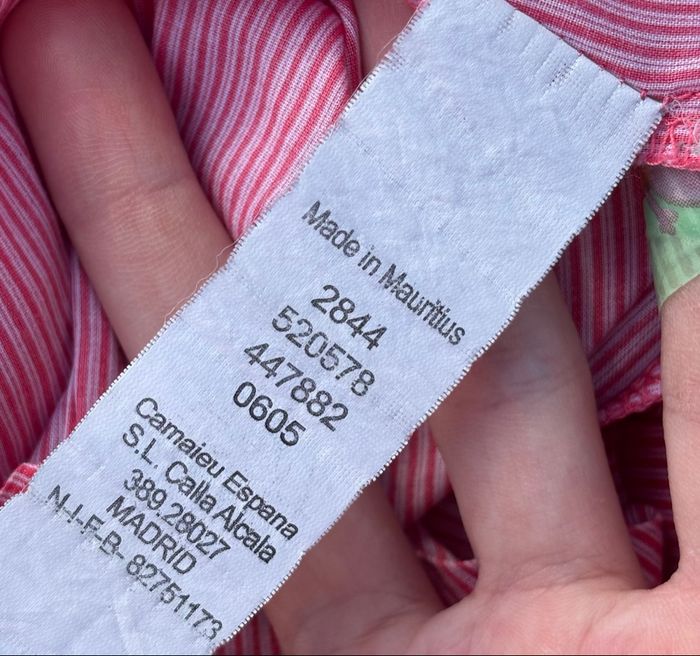 Made in Mauritius
2844
520578
447882
0605
Camaieu Espana
S.L. Calla Alcala
389.28027
MADRID
N-I-F-B- 82751173